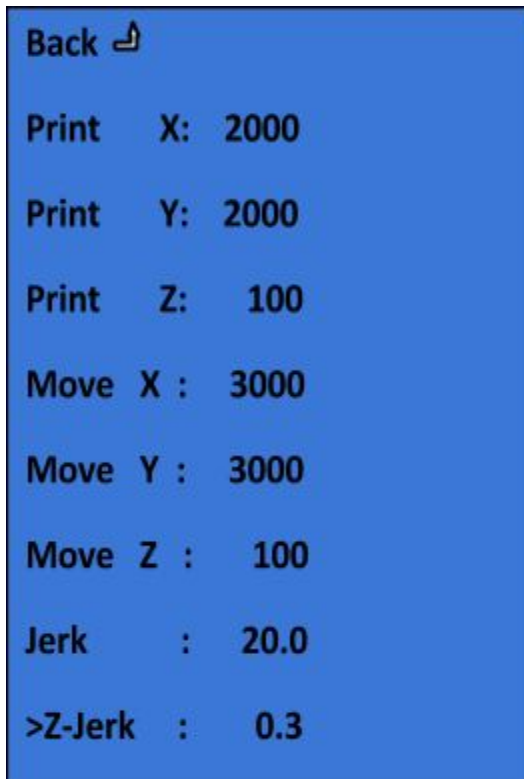 Back
Print X: 2000
Print Y: 2000
Print Z: 100
Move X : 3000
Move Y : 3000
Move Z : 100
Jerk : 20.0
>Z-Jerk : 0.3